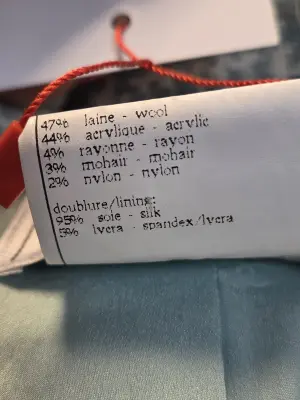 47% laine - wool
44% acrylique - acrylic
4% rayonne - rayon
3% mohair - mohair
2% nylon - nylon
doublure/lining:
95% soie - silk
5% lycra - spandex/lycra